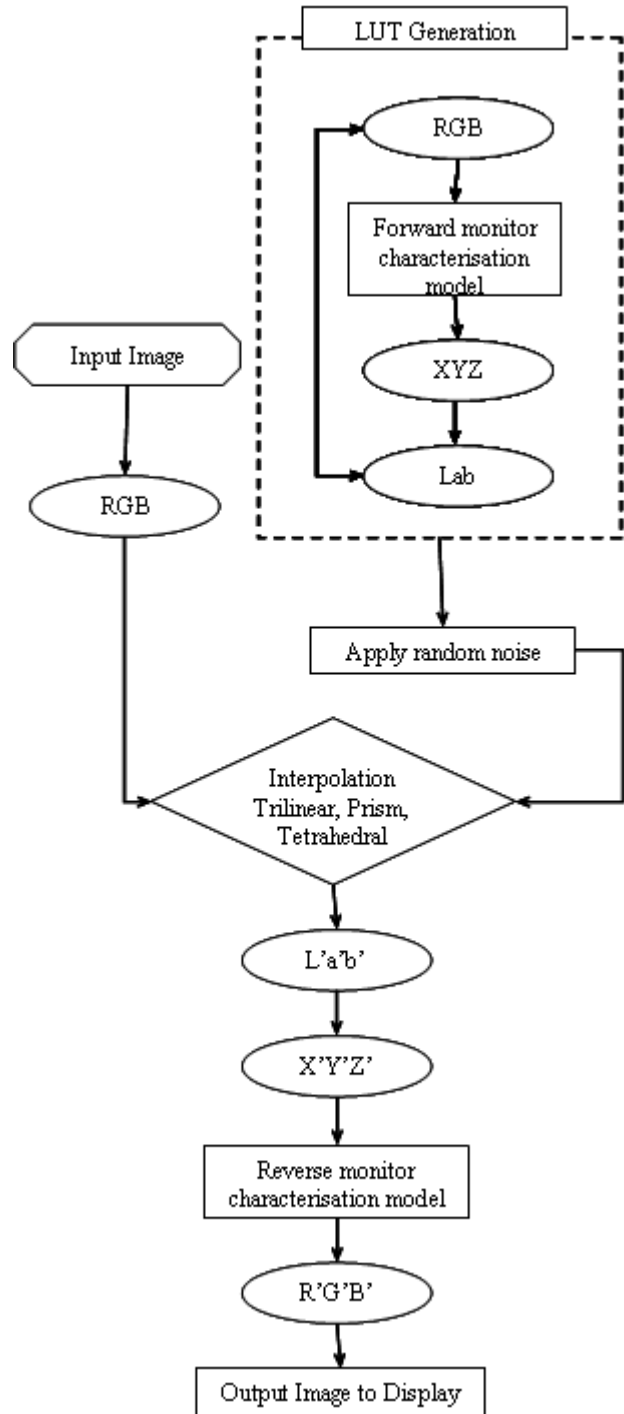 LUT Generation
RGB
Forward monitor
characterisation
model
XYZ
Lab
Input Image
RGB
Apply random noise
Interpolation
Trilinear, Prism,
Tetrahedral
L’a’b’
X’Y’Z’
Reverse monitor
characterisation model
R’G’B’
Output Image to Display